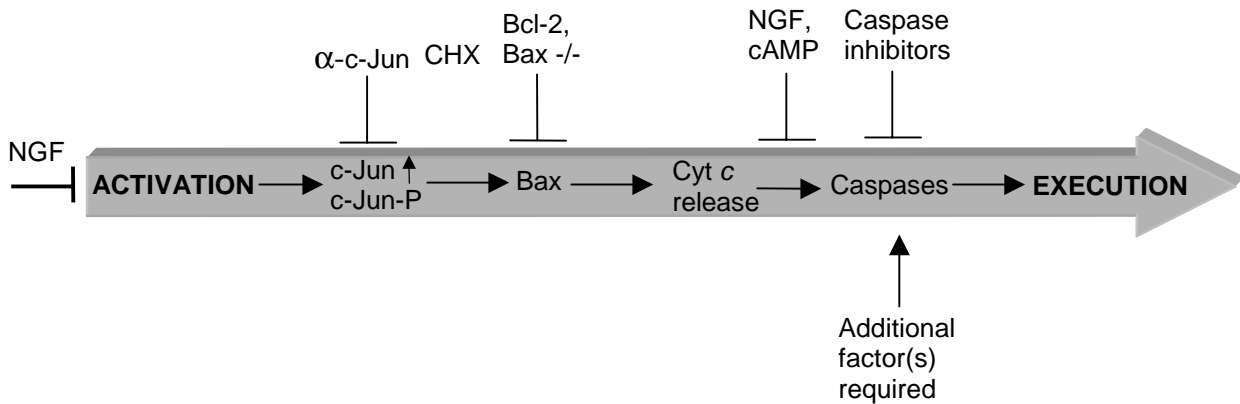 α-c-Jun
CHX
Bcl-2,
Bax -/-
NGF,
cAMP
Caspase
inhibitors
NGF
ACTIVATION
c-Jun
c-Jun-P
Bax
Cyt c
release
Caspases
EXECUTION
Additional
factor(s)
required